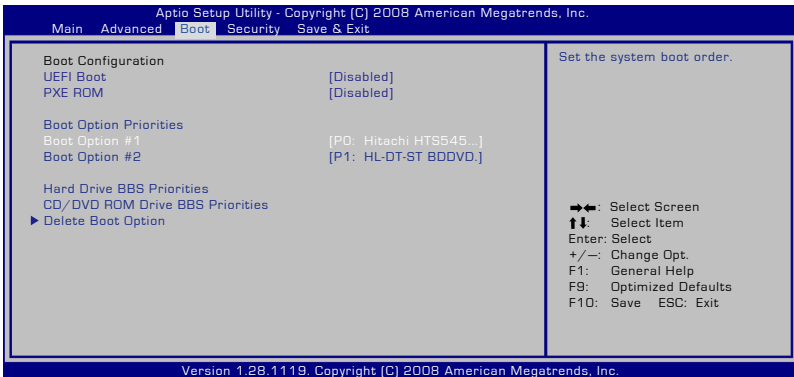 Aptio Setup Utility - Copyright (C) 2008 American Megatrends, Inc.
Main Advanced Boot Security Save & Exit
Boot Configuration
UEFI Boot [Disabled]
PXE ROM [Disabled]
Boot Option Priorities
Boot Option #1 [P0: Hitachi HTS545...]
Boot Option #2 [P1: HL-DT-ST BDDVD.]
Hard Drive BBS Priorities
CD/DVD ROM Drive BBS Priorities
Delete Boot Option
Set the system boot order.
→←: Select Screen
↑↓: Select Item
Enter: Select
+/—: Change Opt.
F1: General Help
F9: Optimized Defaults
F10: Save ESC: Exit
Version 1.28.1119. Copyright (C) 2008 American Megatrends, Inc.